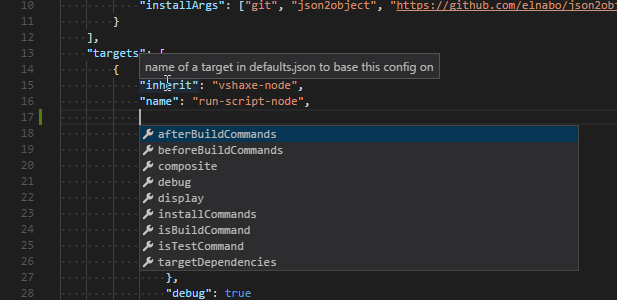 10 "installArgs": ["git", "json2object", "https://github.com/elnabo/json2obj
11 }
12 ],
13 "targets": [
name of a target in defaults.json to base this config on
14 {
15 "inherit": "vshaxe-node",
16 "name": "run-script-node",
17
18 afterBuildCommands
19 beforeBuildCommands
20 composite
21 debug
22 display
23 installCommands
24 isBuildCommand
25 isTestCommand
26 targetDependencies
27 },
28 "debug": true